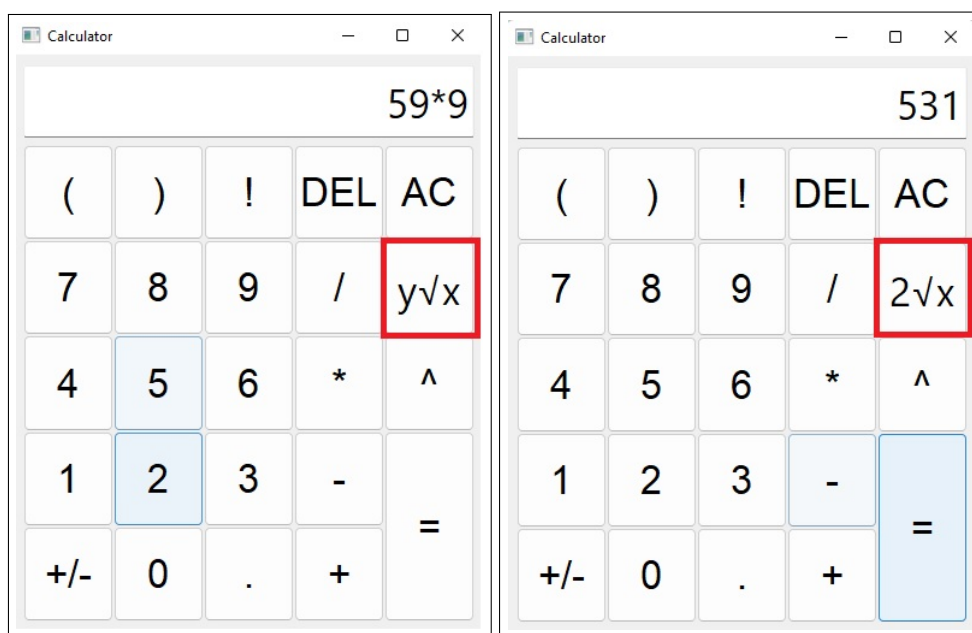 Calculator
59*9
( ) ! DEL AC
7 8 9 / y√x
4 5 6 * ^
1 2 3 -
=
+/- 0 . +
Calculator
531
( ) ! DEL AC
7 8 9 / 2√x
4 5 6 * ^
1 2 3 -
=
+/- 0 . +